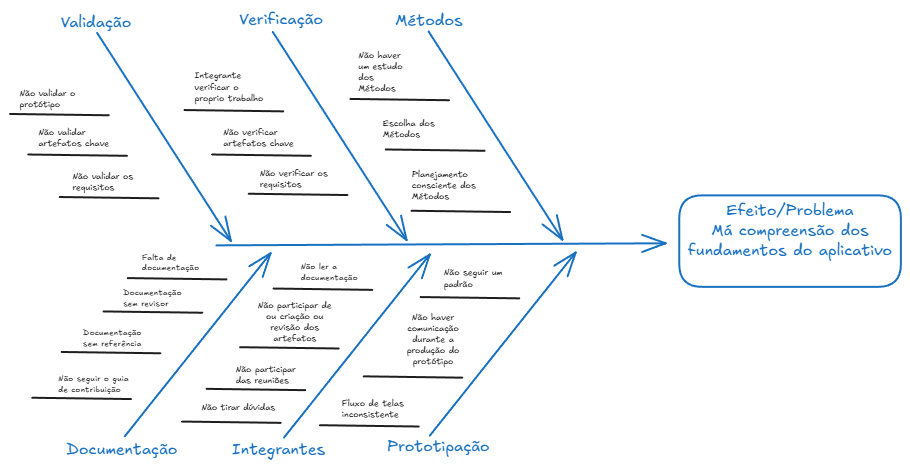 Validação
Não validar o
protótipo
Não validar
artefatos chave
Não validar os
requisitos
Verificação
Integrante
verificar o
proprio trabalho
Não verificar
artefatos chave
Não verificar os
requisitos
Métodos
Não haver
um estudo
dos
Métodos
Escolha dos
Métodos
Planejamento
consciente dos
Métodos
Efeito/Problema
Má compreensão dos
fundamentos do aplicativo
Falta de
documentação
Documentação
sem revisor
Documentação
sem referência
Não seguir o guia
de contribuição
Documentação
Não ler a
documentação
Não participar de
ou criação ou
revisão dos
artefatos
Não participar
das reuniões
Não tirar dúvidas
Integrantes
Não seguir um
padrão
Não haver
comunicação
durante a
produção do
protótipo
Fluxo de telas
inconsistente
Prototipação